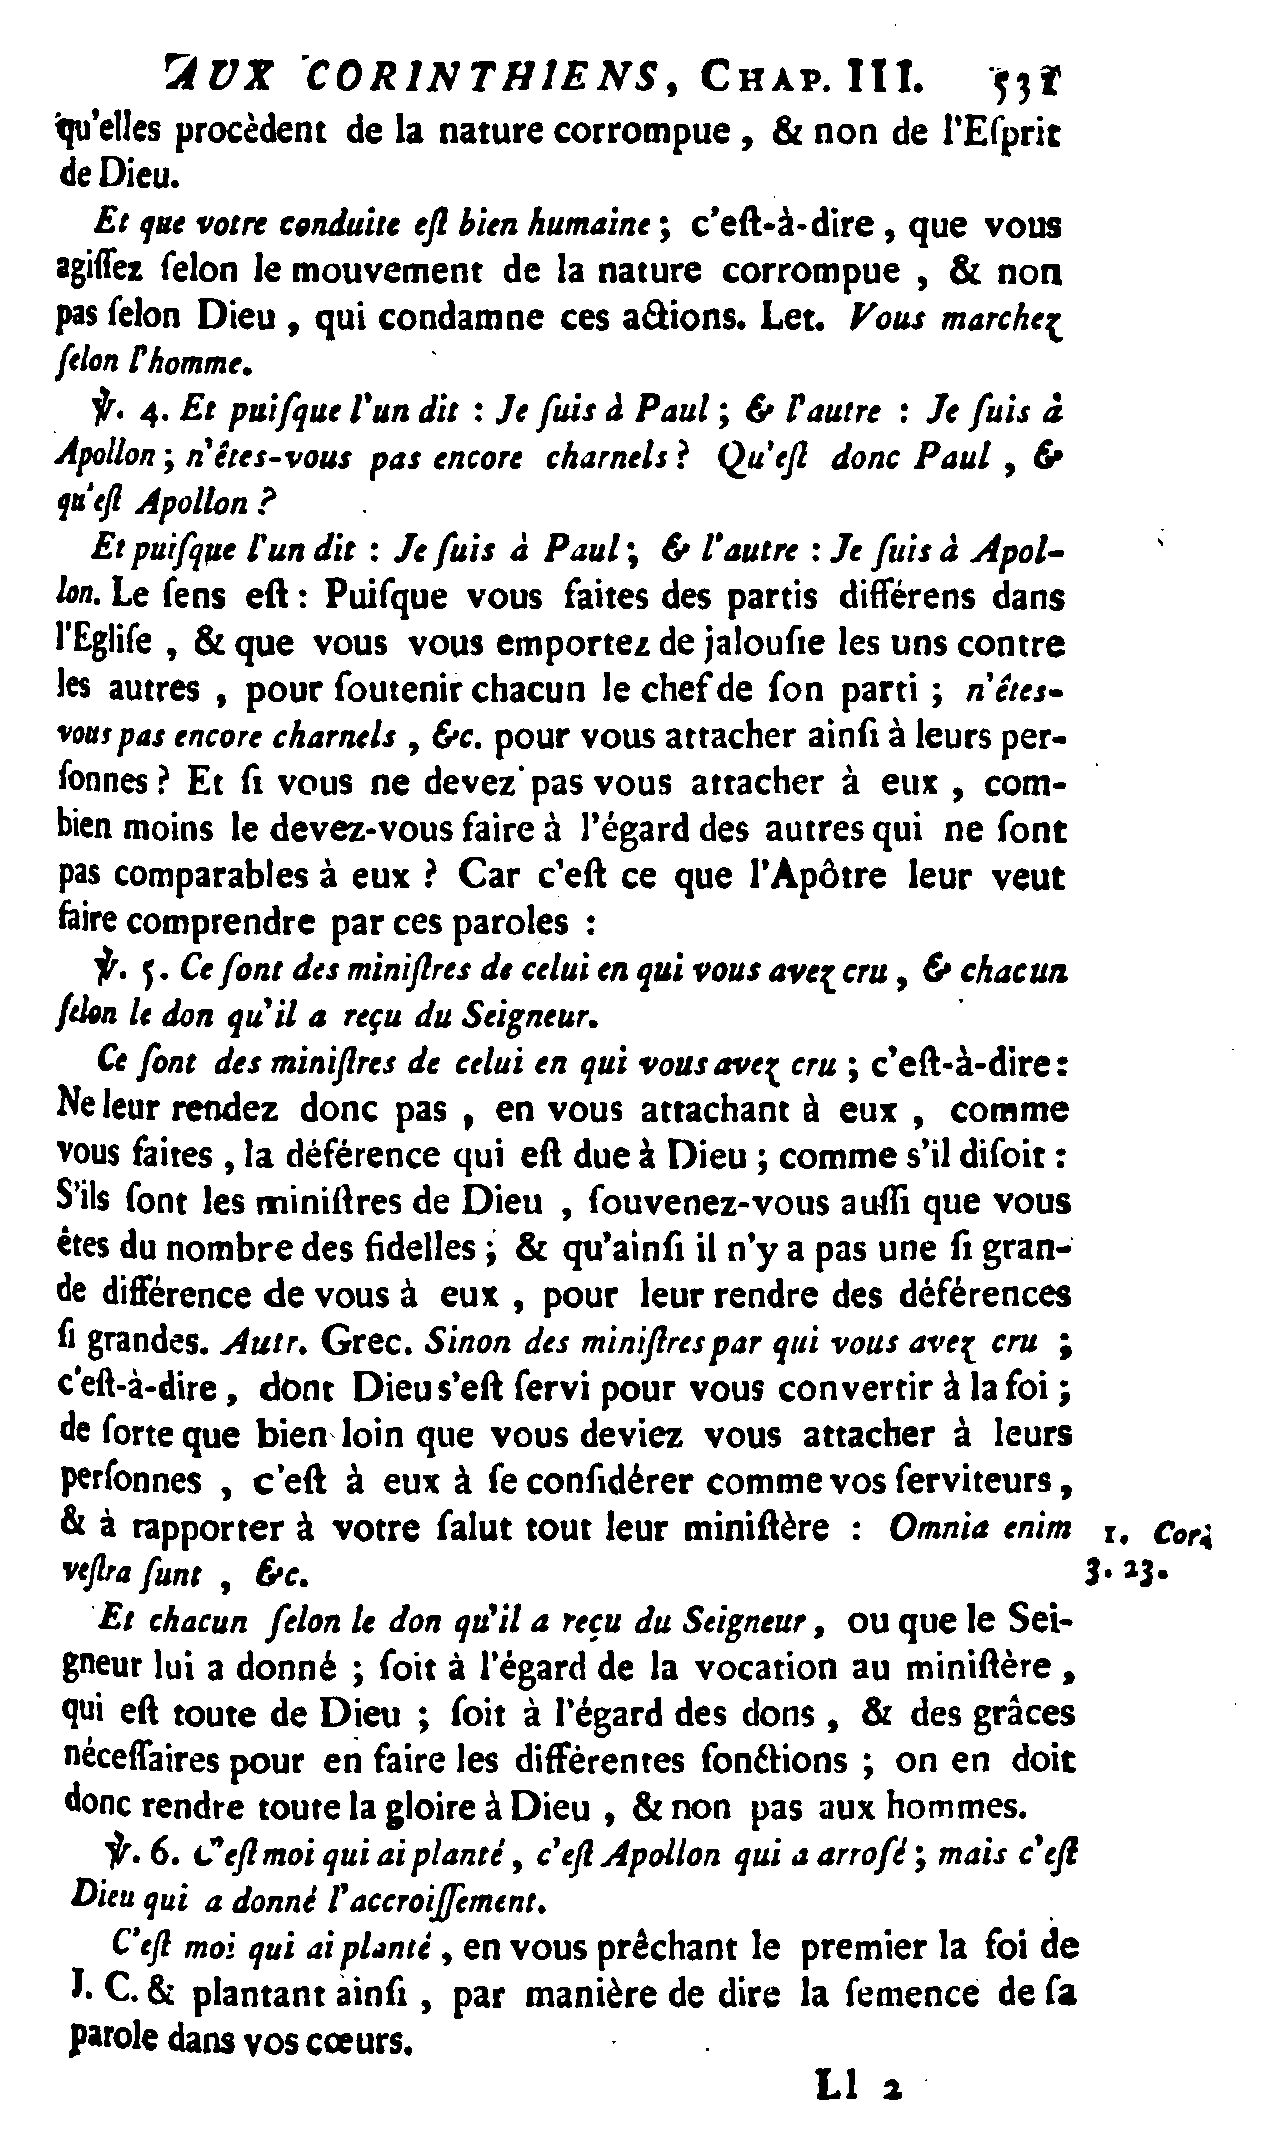 AUX CORINTHIENS, CHAP. III. 531
qu'elles procèdent de la nature corrompue, & non de l'Eſprit
de Dieu.
Et que votre conduite eſt bien humaine; c'eſt-à-dire, que vous
agiſſez ſelon le mouvement de la nature corrompue, & non
pas ſelon Dieu, qui condamne ces actions. Let. Vous marchez
ſelon l'homme.
℣. 4. Et puiſque l'un dit : Je ſuis à Paul; & l'autre : Je ſuis à
Apollon; n'êtes-vous pas encore charnels? Qu'eſt donc Paul, &
qu'eſt Apollon?
Et puiſque l'un dit : Je ſuis à Paul; & l'autre : Je ſuis à Apol-
lon. Le ſens eſt : Puiſque vous faites des partis différens dans
l'Egliſe, & que vous vous emportez de jalouſie les uns contre
les autres, pour ſoutenir chacun le chef de ſon parti; n'êtes-
vous pas encore charnels, &c. pour vous attacher ainſi à leurs per-
ſonnes? Et ſi vous ne devez pas vous attacher à eux, com-
bien moins le devez-vous faire à l'égard des autres qui ne ſont
pas comparables à eux? Car c'eſt ce que l'Apôtre leur veut
faire comprendre par ces paroles :
℣. 5. Ce ſont des miniſtres de celui en qui vous avez cru, & chacun
ſelon le don qu'il a reçu du Seigneur.
Ce ſont des miniſtres de celui en qui vous avez cru; c'eſt-à-dire:
Ne leur rendez donc pas, en vous attachant à eux, comme
vous faites, la déférence qui eſt due à Dieu; comme s'il diſoit :
S'ils ſont les miniſtres de Dieu, ſouvenez-vous auſſi que vous
êtes du nombre des fidelles; & qu'ainſi il n'y a pas une ſi gran-
de différence de vous à eux, pour leur rendre des déférences
ſi grandes. Autr. Grec. Sinon des miniſtres par qui vous avez cru;
c'eſt-à-dire, dont Dieu s'eſt ſervi pour vous convertir à la foi;
de ſorte que bien loin que vous deviez vous attacher à leurs
perſonnes, c'eſt à eux à ſe conſidérer comme vos ſerviteurs,
& à rapporter à votre ſalut tout leur miniſtère : Omnia enim
veſtra ſunt, &c.
1. Cor.
3. 23.
Et chacun ſelon le don qu'il a reçu du Seigneur, ou que le Sei-
gneur lui a donné; ſoit à l'égard de la vocation au miniſtère,
qui eſt toute de Dieu; ſoit à l'égard des dons, & des grâces
néceſſaires pour en faire les différentes fonctions; on en doit
donc rendre toute la gloire à Dieu, & non pas aux hommes.
℣. 6. C'eſt moi qui ai planté, c'eſt Apollon qui a arroſé; mais c'eſt
Dieu qui a donné l'accroiſſement.
C'eſt moi qui ai planté, en vous prêchant le premier la foi de
J. C. & plantant ainſi, par manière de dire la ſemence de ſa
parole dans vos cœurs.
Ll 2